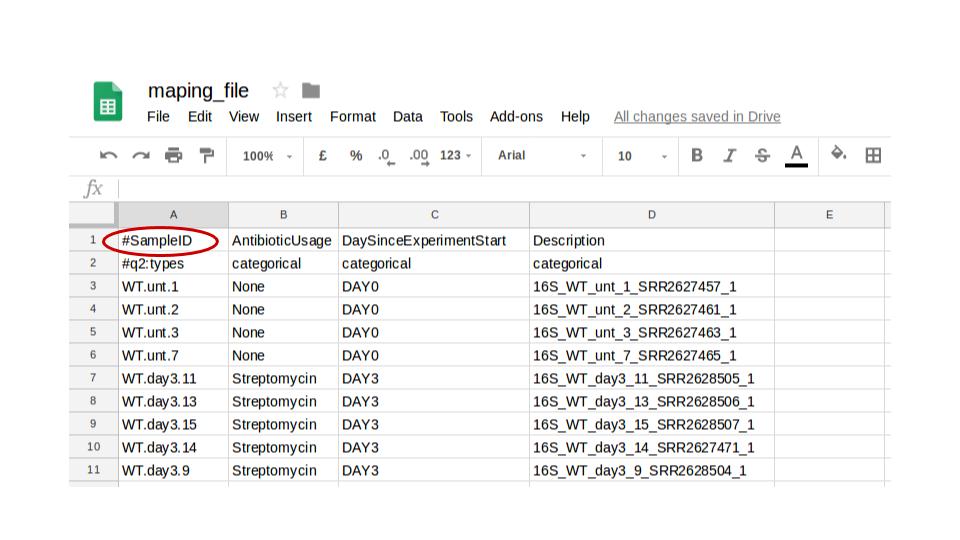 maping_file
File Edit View Insert Format Data Tools Add-ons Help All changes saved in Drive
100% £ % .0 .00 123 Arial 10 B I S A
fx
A B C D E
1 #SampleID AntibioticUsage DaySinceExperimentStart Description
2 #q2:types categorical categorical categorical
3 WT.unt.1 None DAY0 16S_WT_unt_1_SRR2627457_1
4 WT.unt.2 None DAY0 16S_WT_unt_2_SRR2627461_1
5 WT.unt.3 None DAY0 16S_WT_unt_3_SRR2627463_1
6 WT.unt.7 None DAY0 16S_WT_unt_7_SRR2627465_1
7 WT.day3.11 Streptomycin DAY3 16S_WT_day3_11_SRR2628505_1
8 WT.day3.13 Streptomycin DAY3 16S_WT_day3_13_SRR2628506_1
9 WT.day3.15 Streptomycin DAY3 16S_WT_day3_15_SRR2628507_1
10 WT.day3.14 Streptomycin DAY3 16S_WT_day3_14_SRR2627471_1
11 WT.day3.9 Streptomycin DAY3 16S_WT_day3_9_SRR2628504_1